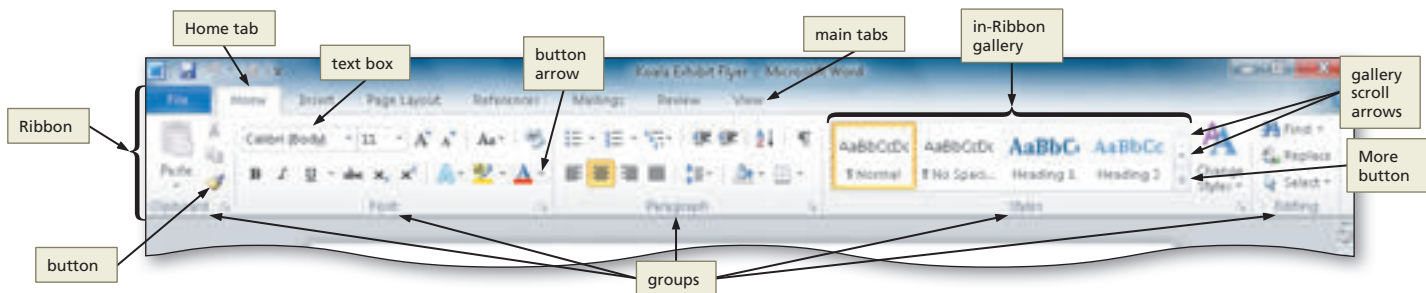 Home tab
text box
button
arrow
main tabs
in-Ribbon
gallery
gallery
scroll
arrows
Ribbon
More
button
button
groups
Koala Exhibit Flyer - Microsoft Word
File Home Insert Page Layout References Mailings Review View
Calibri (Body) 11 A A Aa
Paste
B I U abc x₂ x² A A
AaBbCcDc AaBbCcDc AaBbC AaBbCc
¶ Normal ¶ No Spaci... Heading 1 Heading 2
A
Change
Styles
Find
Replace
Select
Clipboard Font Paragraph Styles Editing